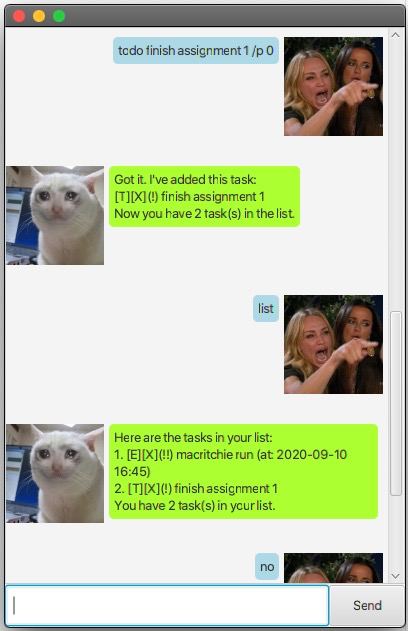 todo finish assignment 1 /p 0
Got it. I've added this task:
[T][X](!) finish assignment 1
Now you have 2 task(s) in the list.
list
Here are the tasks in your list:
1. [E][X](!!) macritchie run (at: 2020-09-10
16:45)
2. [T][X](!) finish assignment 1
You have 2 task(s) in your list.
no
Send